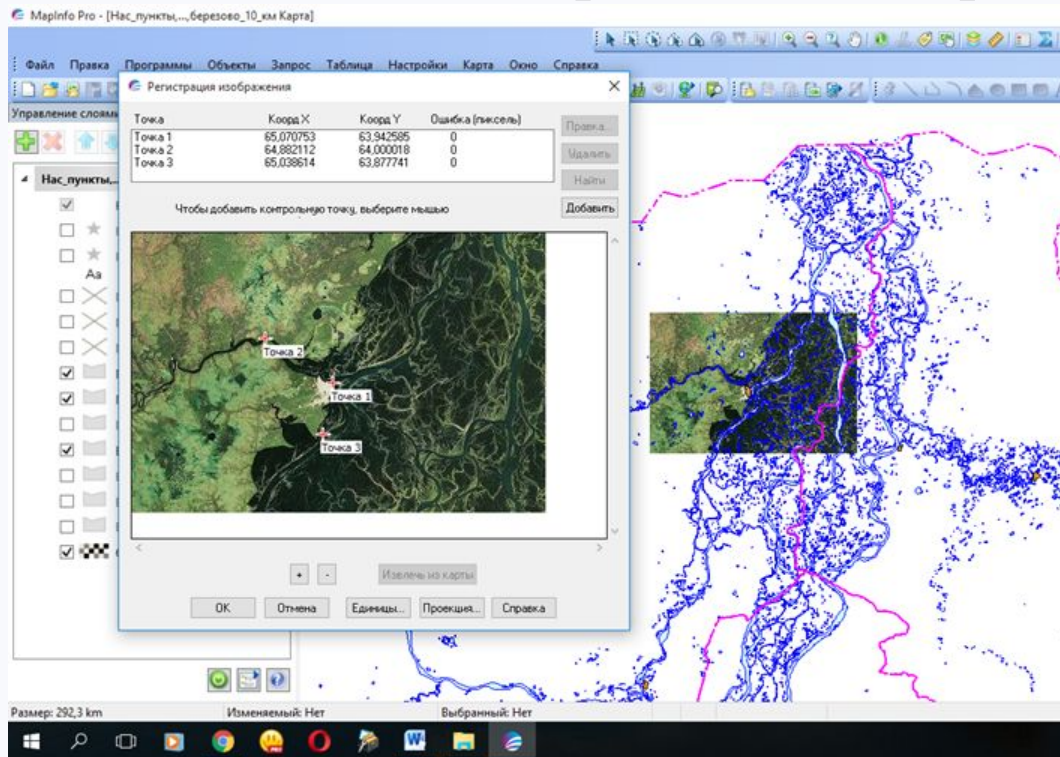 MapInfo Pro - [Нас_пункты,...,березово_10_км Карта]
Файл Правка Программы Объекты Запрос Таблица Настройки Карта Окно Справка
Управление слоями
Нас_пункты,...
Aa
Регистрация изображения
Точка Коорд X Коорд Y Ошибка (пиксель)
Точка 1 65,070753 63,942585 0
Точка 2 64,882112 64,000018 0
Точка 3 65,038614 63,877741 0
Правка...
Удалить
Найти
Добавить
Чтобы добавить контрольную точку, выберите мышью
Точка 2
Точка 1
Точка 3
+ -
Извлечь из карты
OK Отмена Единицы... Проекция... Справка
Размер: 292,3 km Изменяемый: Нет Выбранный: Нет